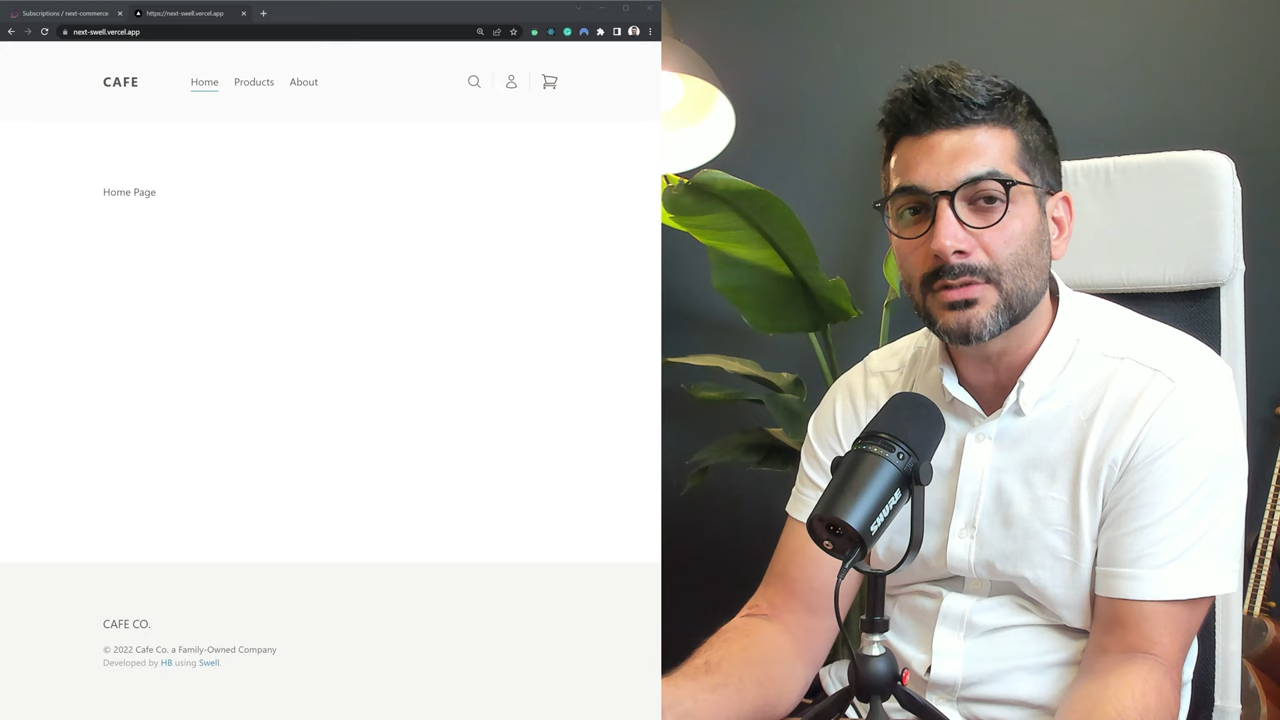 Subscriptions / next-commerce
https://next-swell.vercel.app
next-swell.vercel.app
CAFE
Home
Products
About
Home Page
CAFE CO.
© 2022 Cafe Co. a Family-Owned Company
Developed by HB using Swell.
SHURE